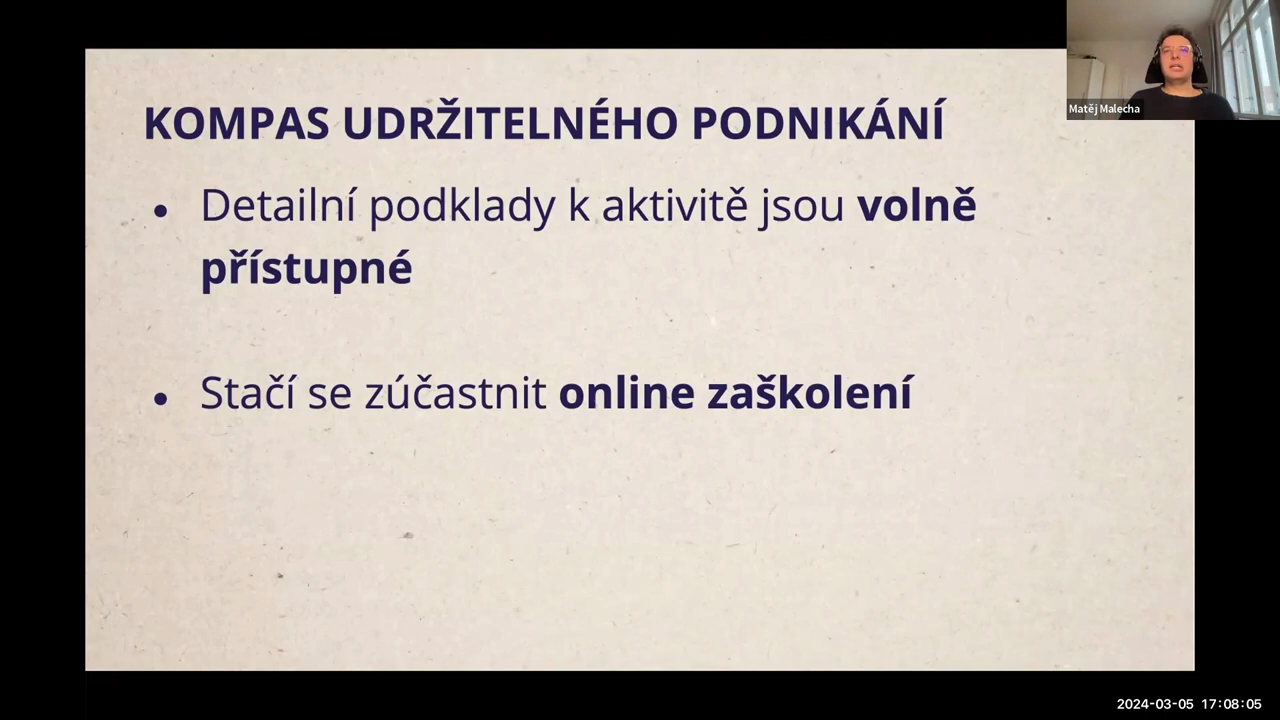 KOMPAS UDRŽITELNÉHO PODNIKÁNÍ
• Detailní podklady k aktivitě jsou volně
přístupné
• Stačí se zúčastnit online zaškolení
Matěj Malecha
2024-03-05 17:08:05